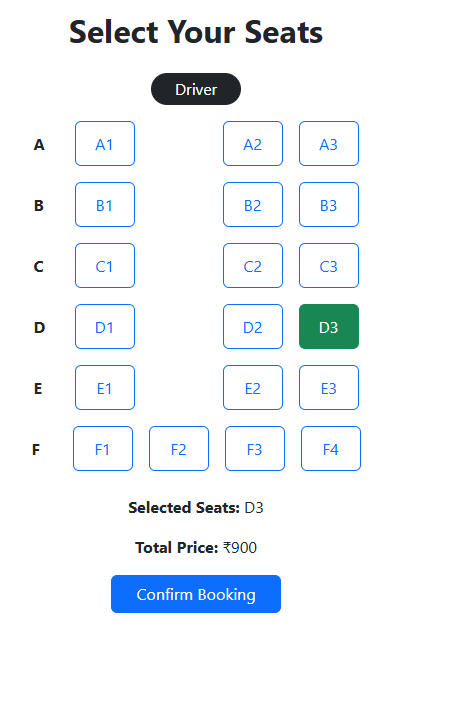 Select Your Seats
Driver
A A1 A2 A3
B B1 B2 B3
C C1 C2 C3
D D1 D2 D3
E E1 E2 E3
F F1 F2 F3 F4
Selected Seats: D3
Total Price: ₹900
Confirm Booking